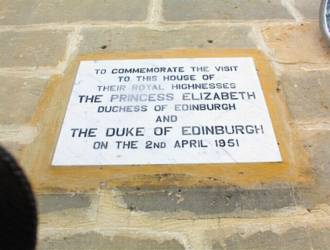 TO COMMEMORATE THE VISIT
TO THIS HOUSE OF
THEIR ROYAL HIGHNESSES
THE PRINCESS ELIZABETH
DUCHESS OF EDINBURGH
AND
THE DUKE OF EDINBURGH
ON THE 2ND APRIL 1951